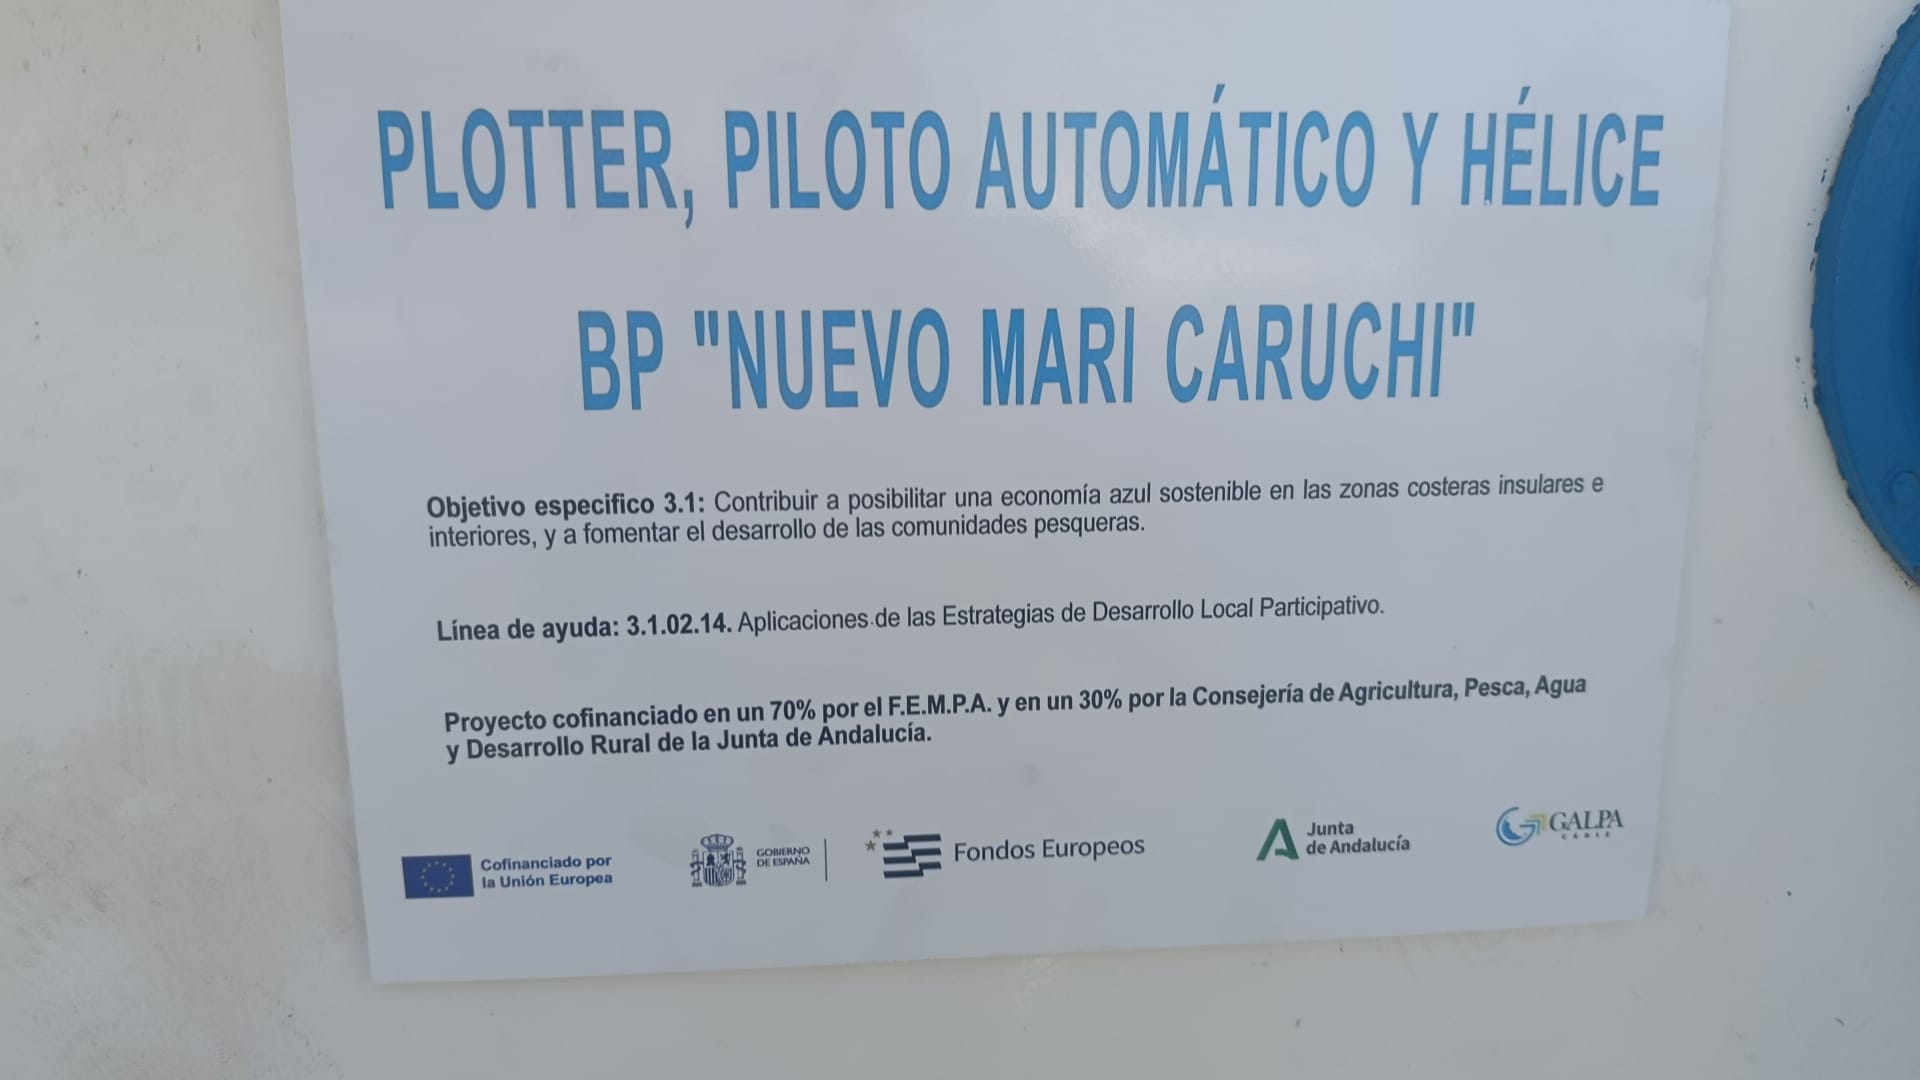 PLOTTER, PILOTO AUTOMÁTICO Y HÉLICE
BP "NUEVO MARI CARUCHI"
Objetivo especifico 3.1: Contribuir a posibilitar una economía azul sostenible en las zonas costeras insulares e
interiores, y a fomentar el desarrollo de las comunidades pesqueras.
Línea de ayuda: 3.1.02.14. Aplicaciones de las Estrategias de Desarrollo Local Participativo.
Proyecto cofinanciado en un 70% por el F.E.M.P.A. y en un 30% por la Consejería de Agricultura, Pesca, Agua
y Desarrollo Rural de la Junta de Andalucía.
Cofinanciado por
la Unión Europea
GOBIERNO
DE ESPAÑA
Fondos Europeos
Junta
de Andalucía
GALPA
CÁDIZ